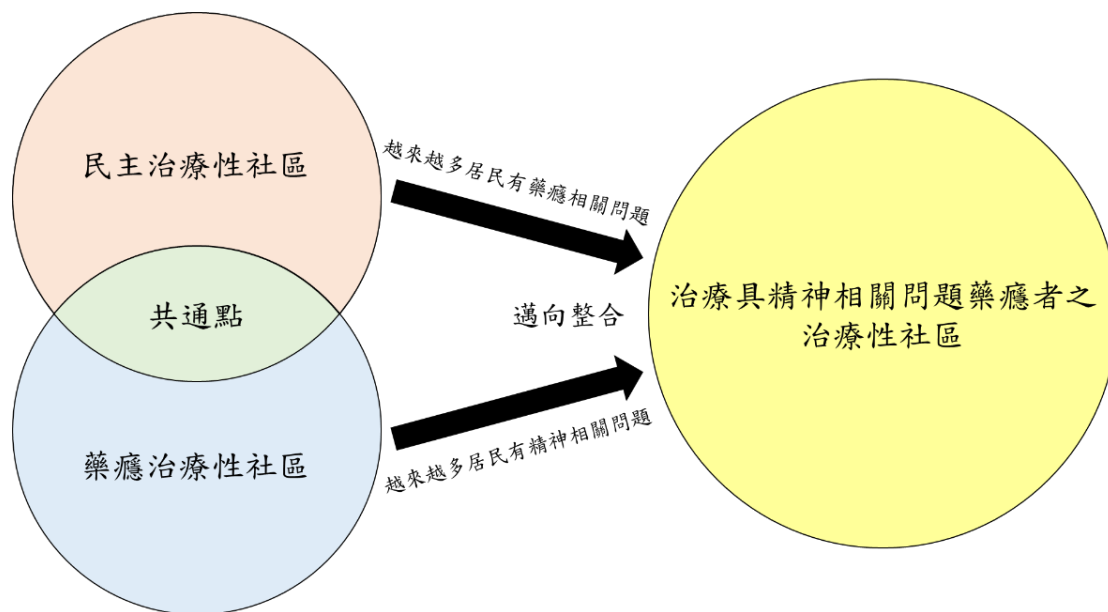 民主治療性社區
越來越多居民有藥癮相關問題
共通點
邁向整合
治療具精神相關問題藥癮者之
治療性社區
藥癮治療性社區
越來越多居民有精神相關問題